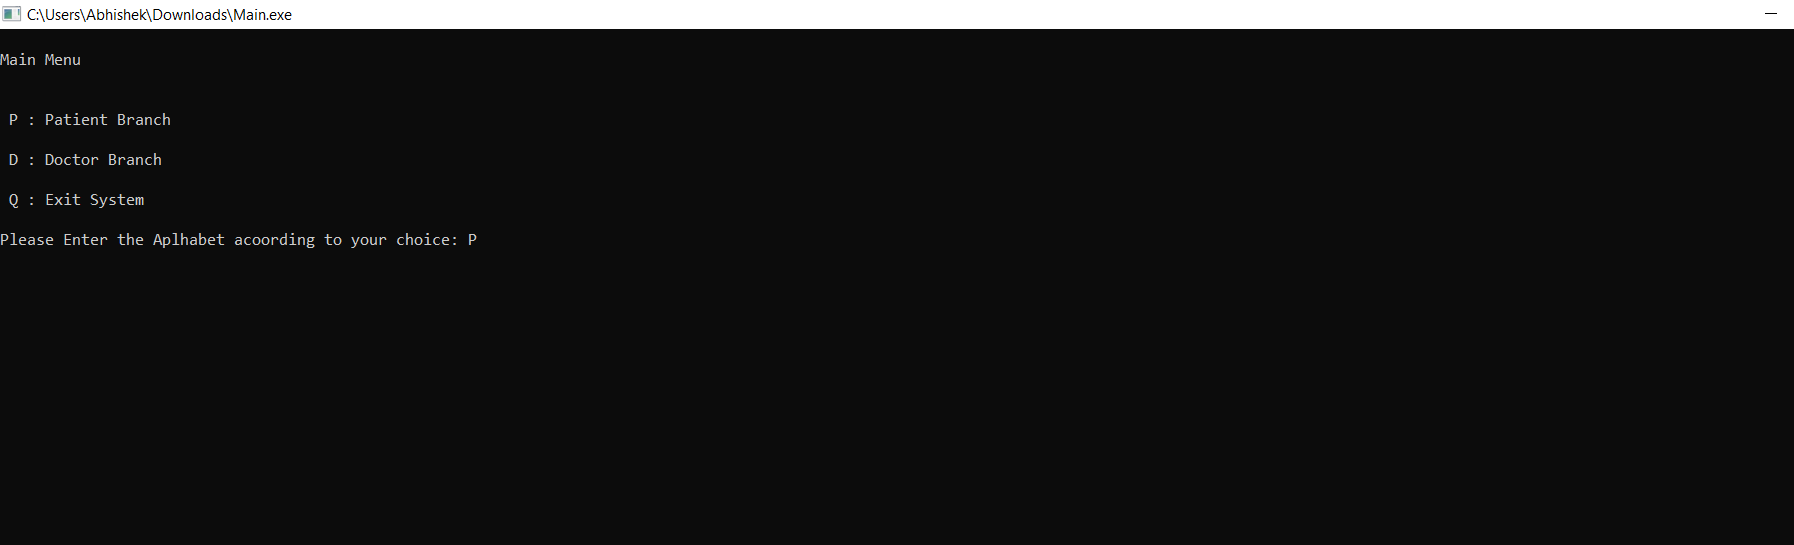 C:\Users\Abhishek\Downloads\Main.exe
Main Menu
P : Patient Branch
D : Doctor Branch
Q : Exit System
Please Enter the Aplhabet acoording to your choice: P